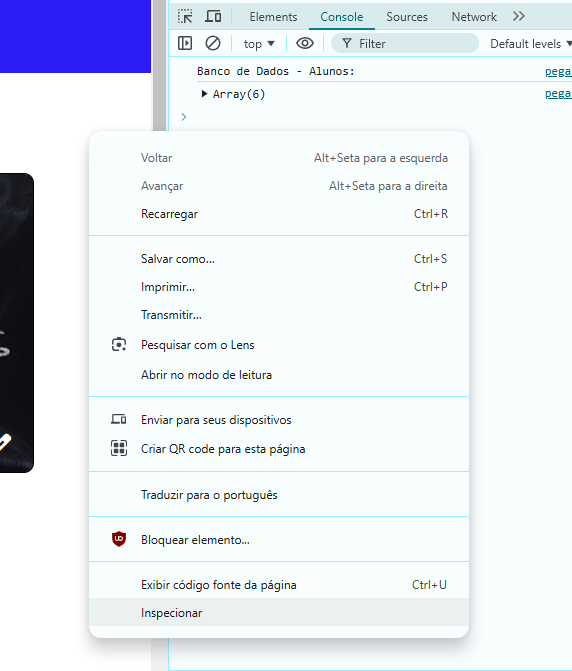 Elements Console Sources Network
top Filter Default levels
Banco de Dados - Alunos: pega
Array(6) pega
Voltar Alt+Seta para a esquerda
Avançar Alt+Seta para a direita
Recarregar Ctrl+R
Salvar como... Ctrl+S
Imprimir... Ctrl+P
Transmitir...
Pesquisar com o Lens
Abrir no modo de leitura
Enviar para seus dispositivos
Criar QR code para esta página
Traduzir para o português
Bloquear elemento...
Exibir código fonte da página Ctrl+U
Inspecionar